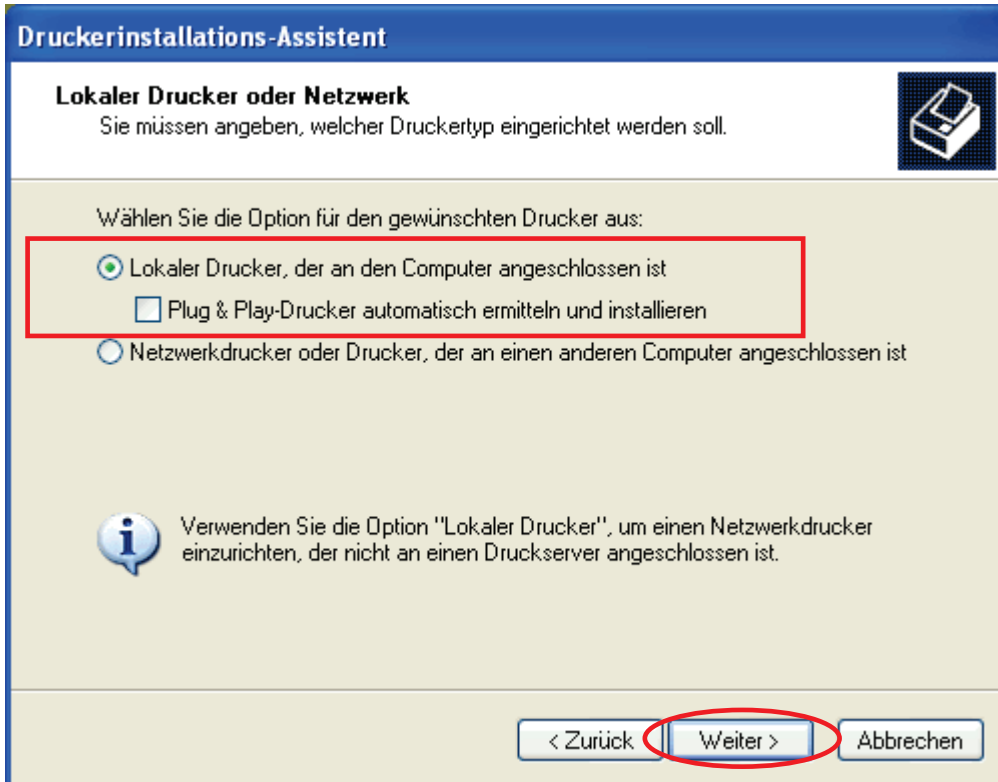 Druckerinstallations-Assistent
Lokaler Drucker oder Netzwerk
Sie müssen angeben, welcher Druckertyp eingerichtet werden soll.
Wählen Sie die Option für den gewünschten Drucker aus:
Lokaler Drucker, der an den Computer angeschlossen ist
Plug & Play-Drucker automatisch ermitteln und installieren
Netzwerkdrucker oder Drucker, der an einen anderen Computer angeschlossen ist
Verwenden Sie die Option "Lokaler Drucker", um einen Netzwerkdrucker
einzurichten, der nicht an einen Druckserver angeschlossen ist.
< Zurück Weiter > Abbrechen